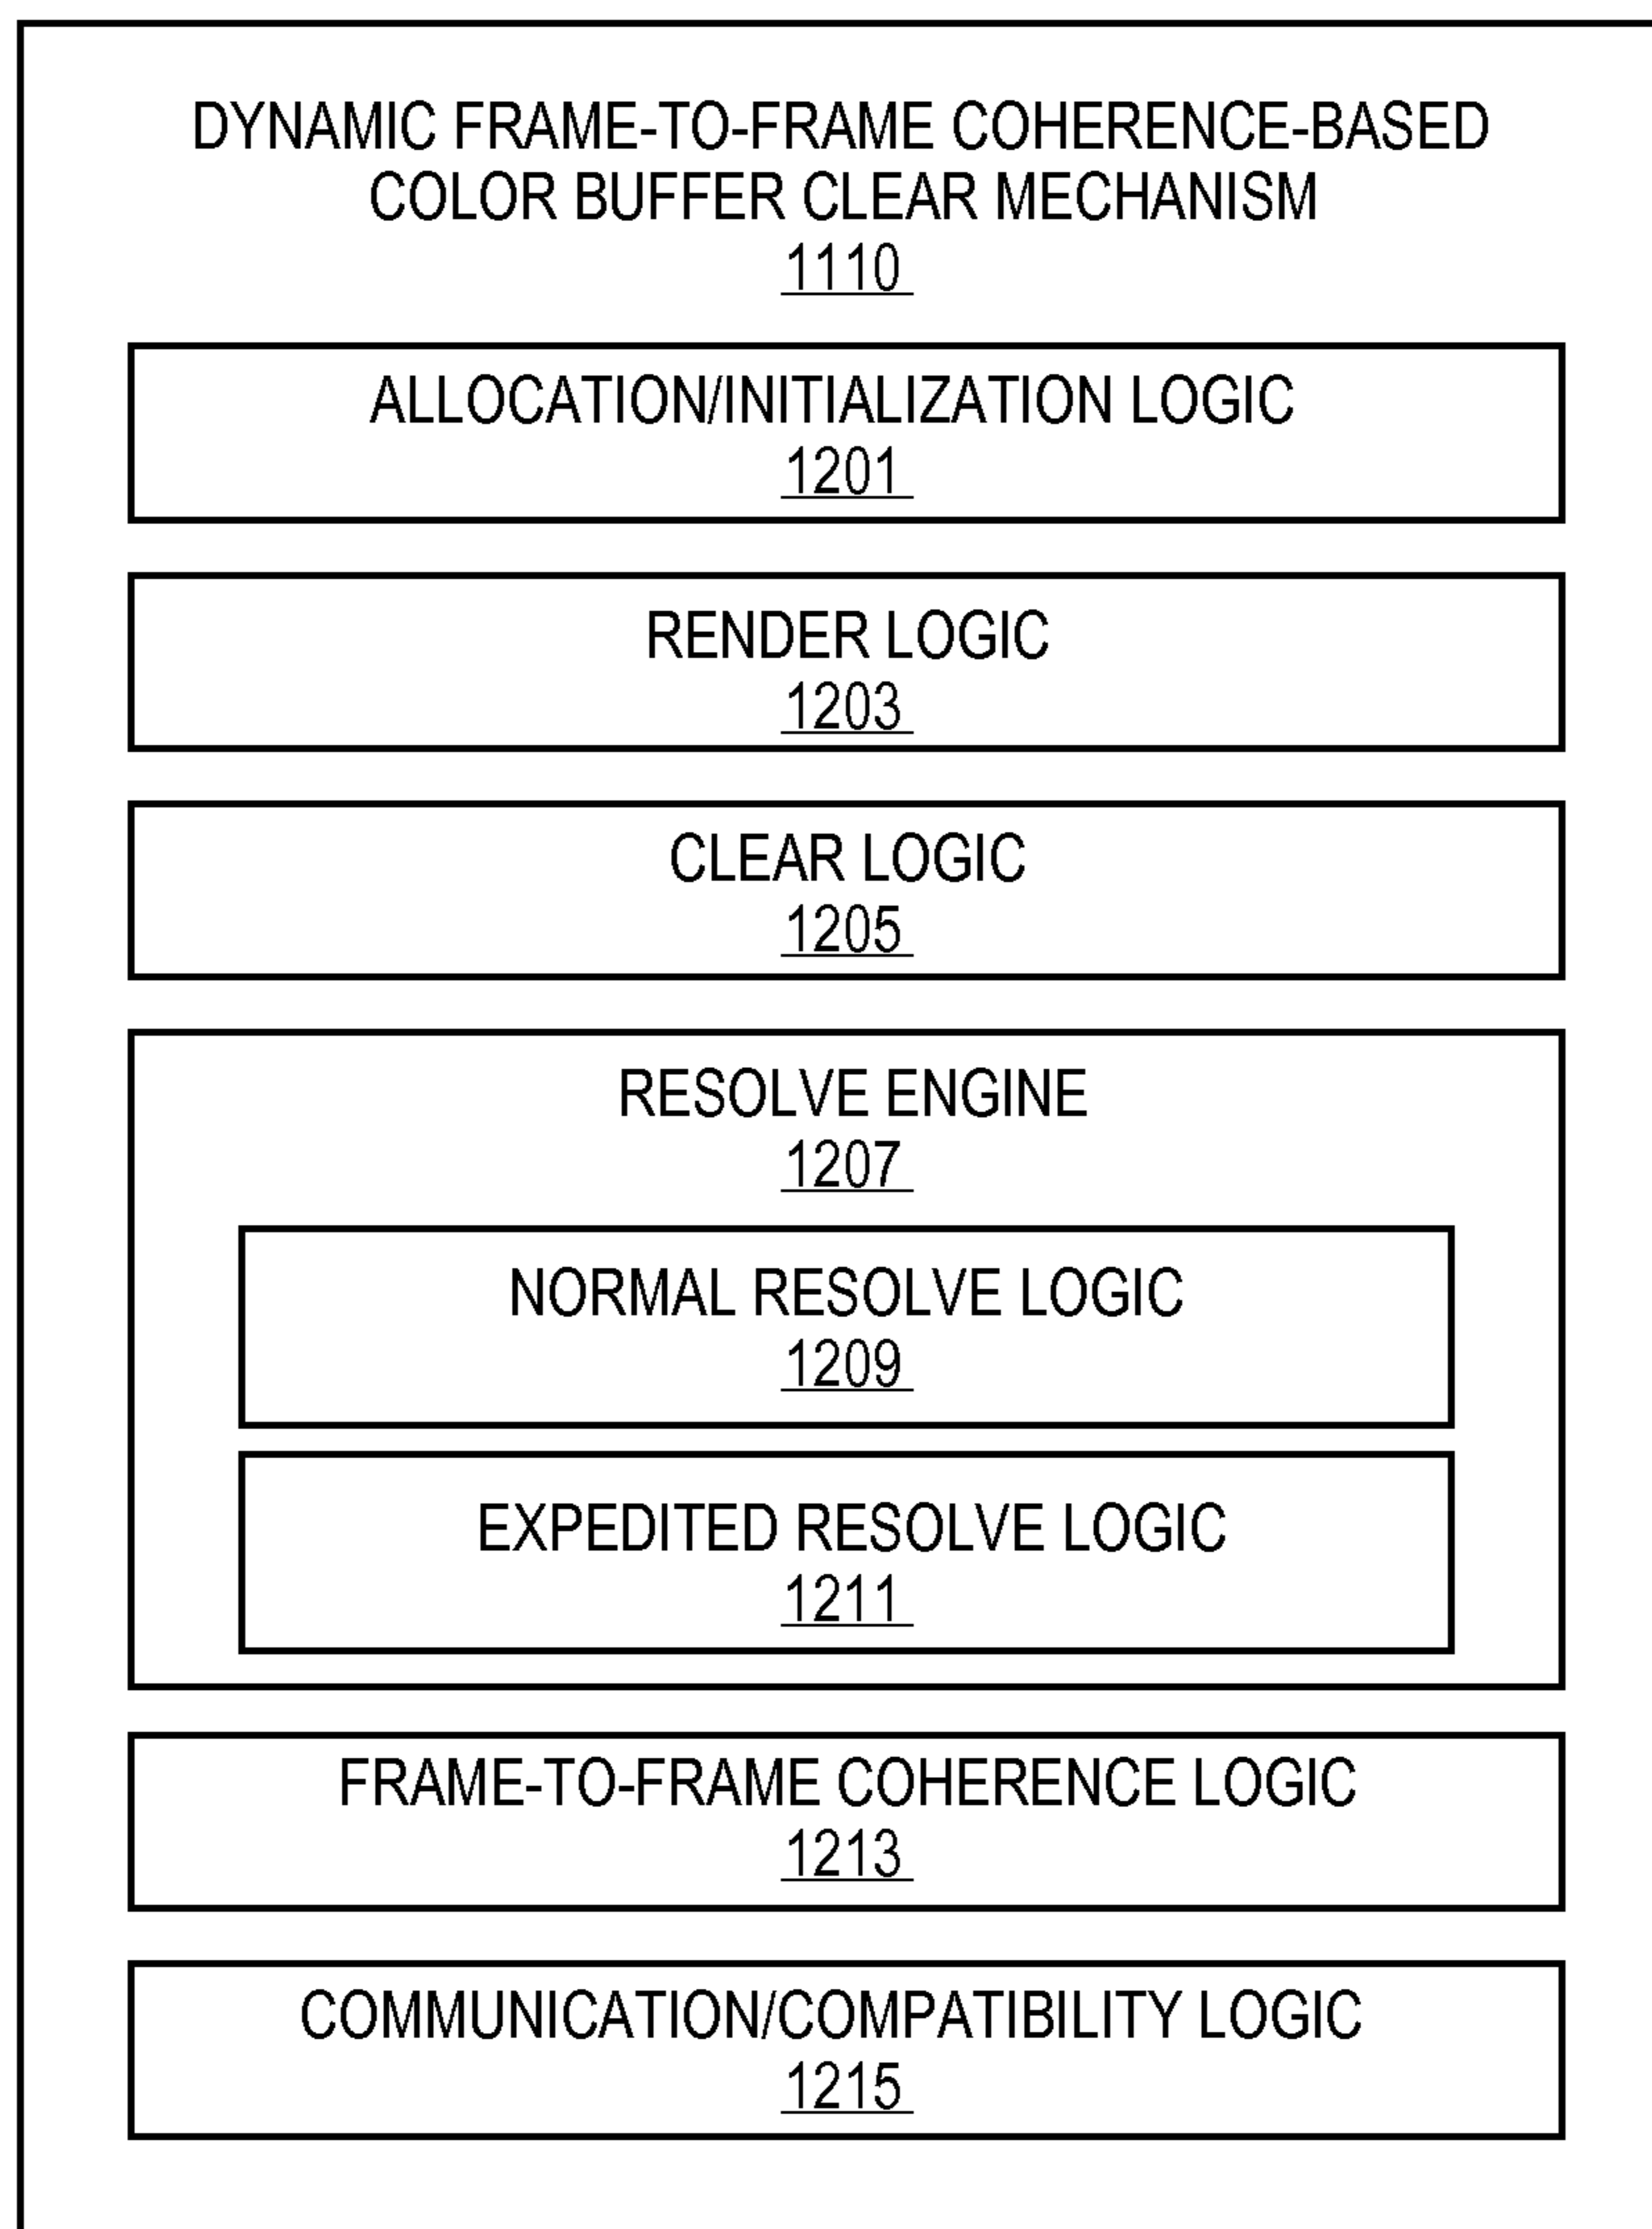 DYNAMIC FRAME-TO-FRAME COHERENCE-BASED
COLOR BUFFER CLEAR MECHANISM
1110
ALLOCATION/INITIALIZATION LOGIC
1201
RENDER LOGIC
1203
CLEAR LOGIC
1205
RESOLVE ENGINE
1207
NORMAL RESOLVE LOGIC
1209
EXPEDITED RESOLVE LOGIC
1211
FRAME-TO-FRAME COHERENCE LOGIC
1213
COMMUNICATION/COMPATIBILITY LOGIC
1215